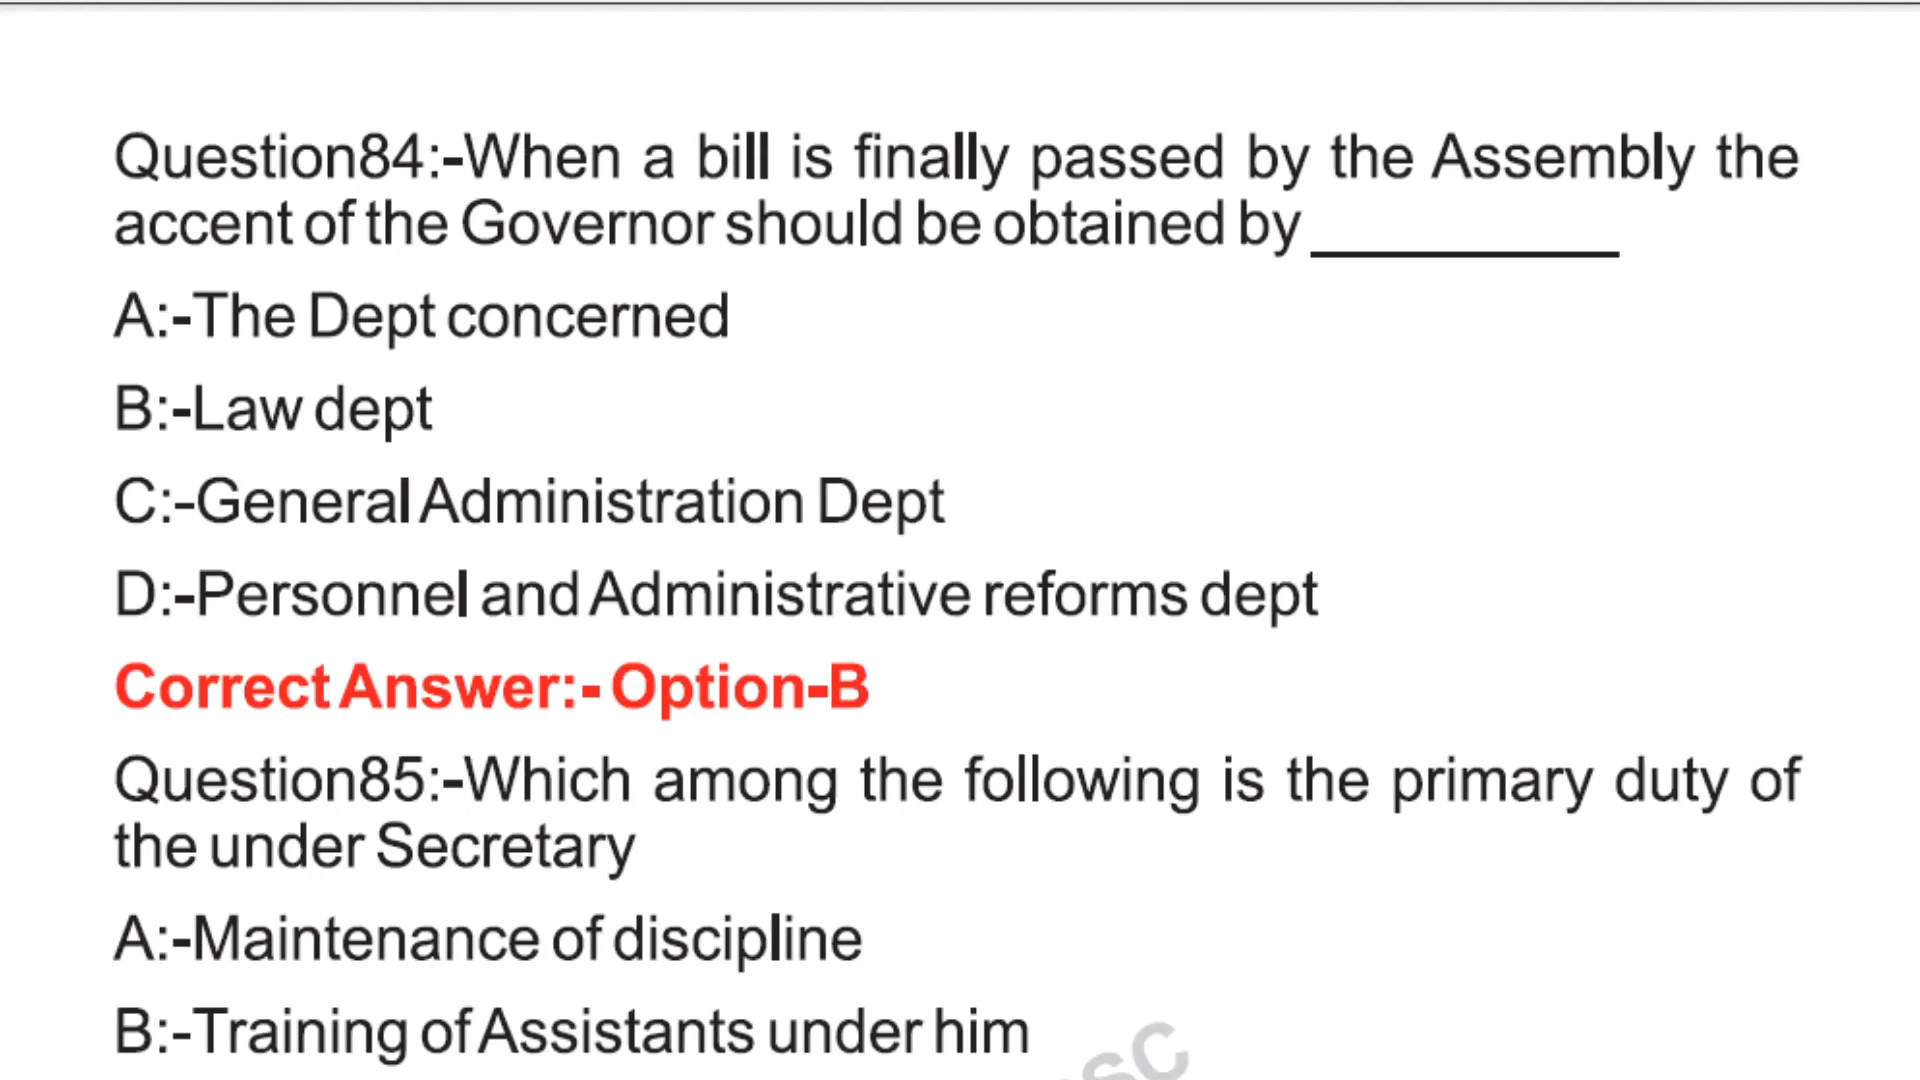 Question84:-When a bill is finally passed by the Assembly the
accent of the Governor should be obtained by __________
A:-The Dept concerned
B:-Law dept
C:-General Administration Dept
D:-Personnel and Administrative reforms dept
Correct Answer:- Option-B
Question85:-Which among the following is the primary duty of
the under Secretary
A:-Maintenance of discipline
B:-Training of Assistants under him